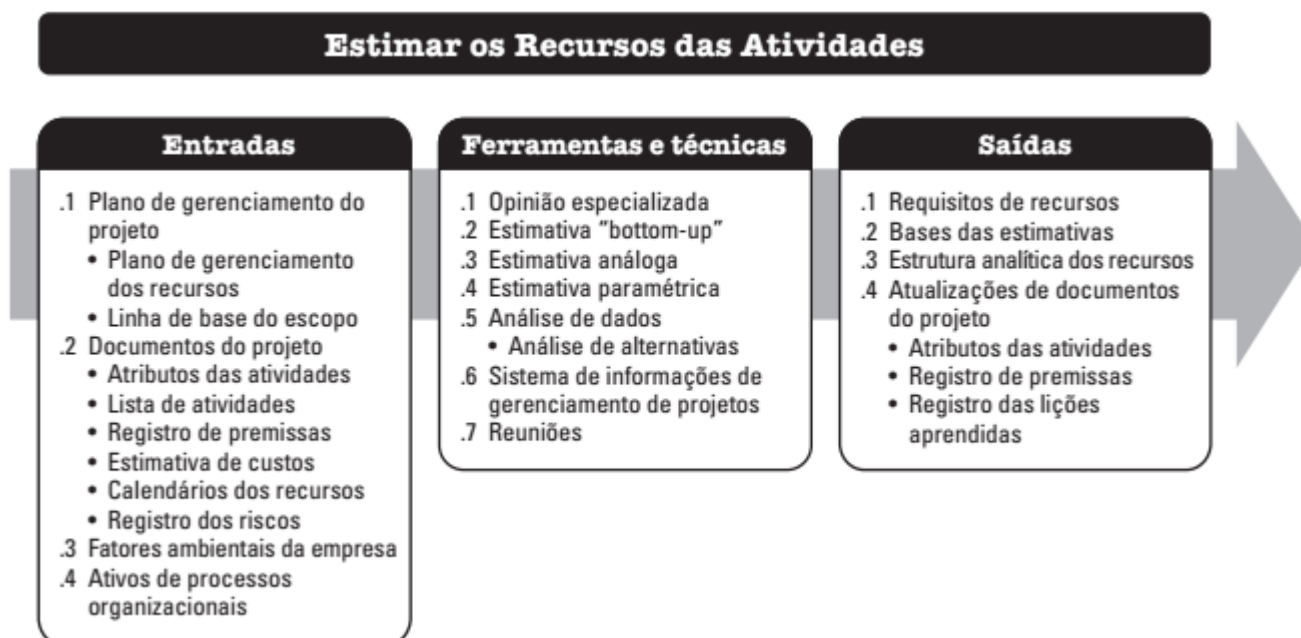 Estimar os Recursos das Atividades
Entradas
.1 Plano de gerenciamento do
projeto
• Plano de gerenciamento
dos recursos
• Linha de base do escopo
.2 Documentos do projeto
• Atributos das atividades
• Lista de atividades
• Registro de premissas
• Estimativa de custos
• Calendários dos recursos
• Registro dos riscos
.3 Fatores ambientais da empresa
.4 Ativos de processos
organizacionais
Ferramentas e técnicas
.1 Opinião especializada
.2 Estimativa “bottom-up”
.3 Estimativa análoga
.4 Estimativa paramétrica
.5 Análise de dados
• Análise de alternativas
.6 Sistema de informações de
gerenciamento de projetos
.7 Reuniões
Saídas
.1 Requisitos de recursos
.2 Bases das estimativas
.3 Estrutura analítica dos recursos
.4 Atualizações de documentos
do projeto
• Atributos das atividades
• Registro de premissas
• Registro das lições
aprendidas